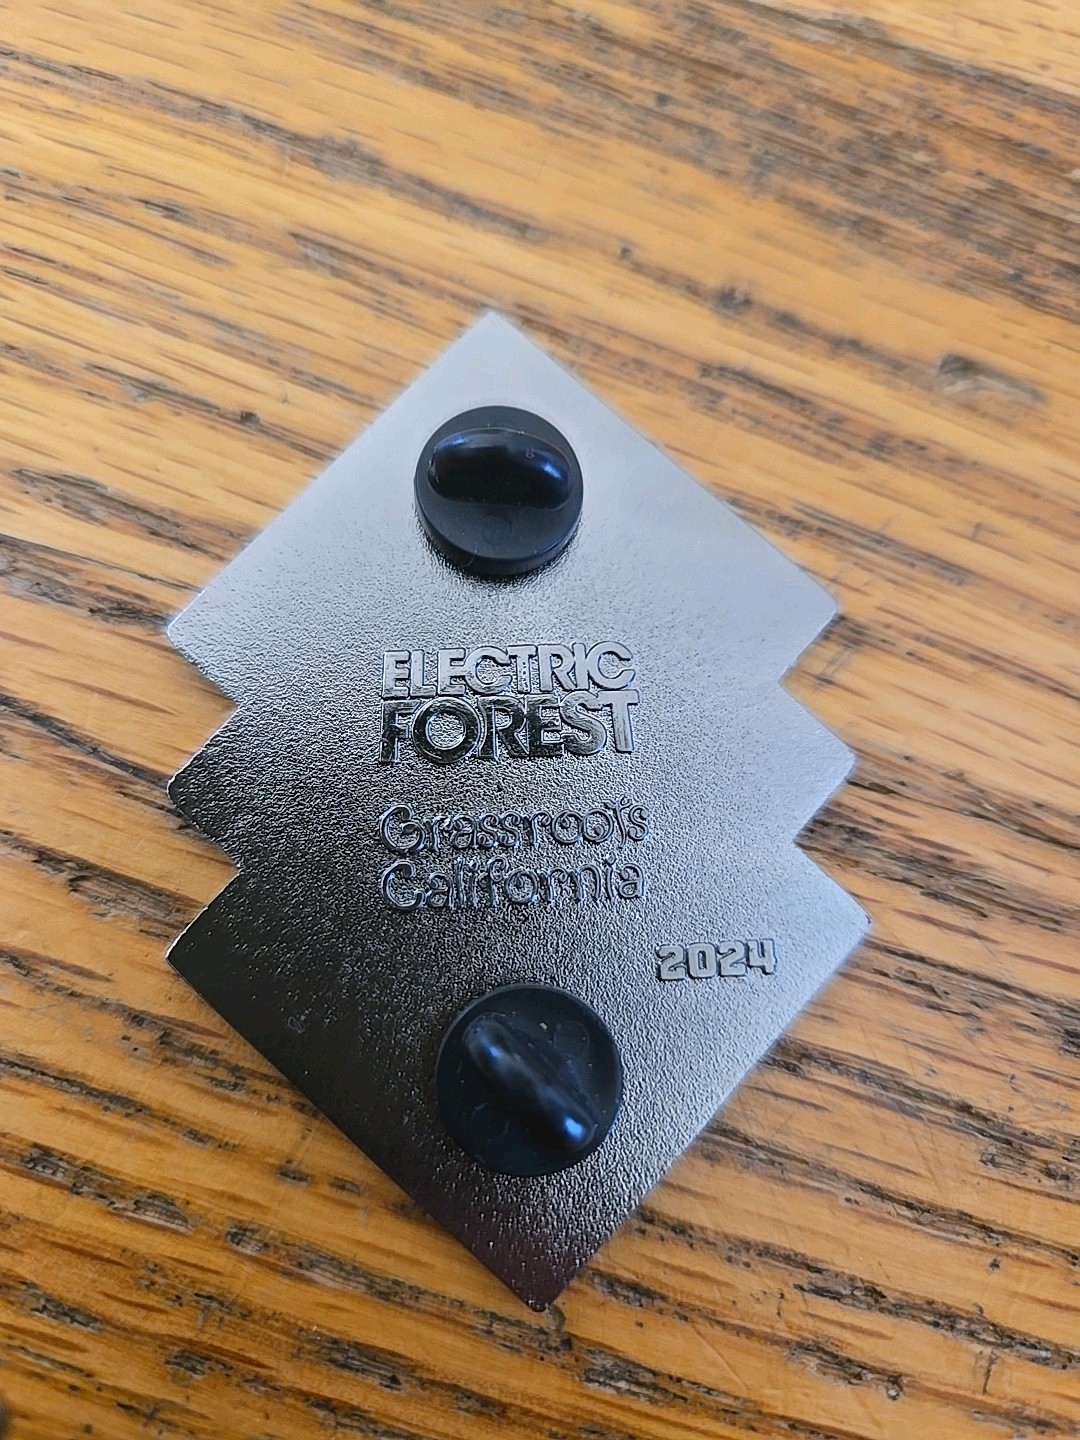 ELECTRIC
FOREST
Grassroots
California
2024